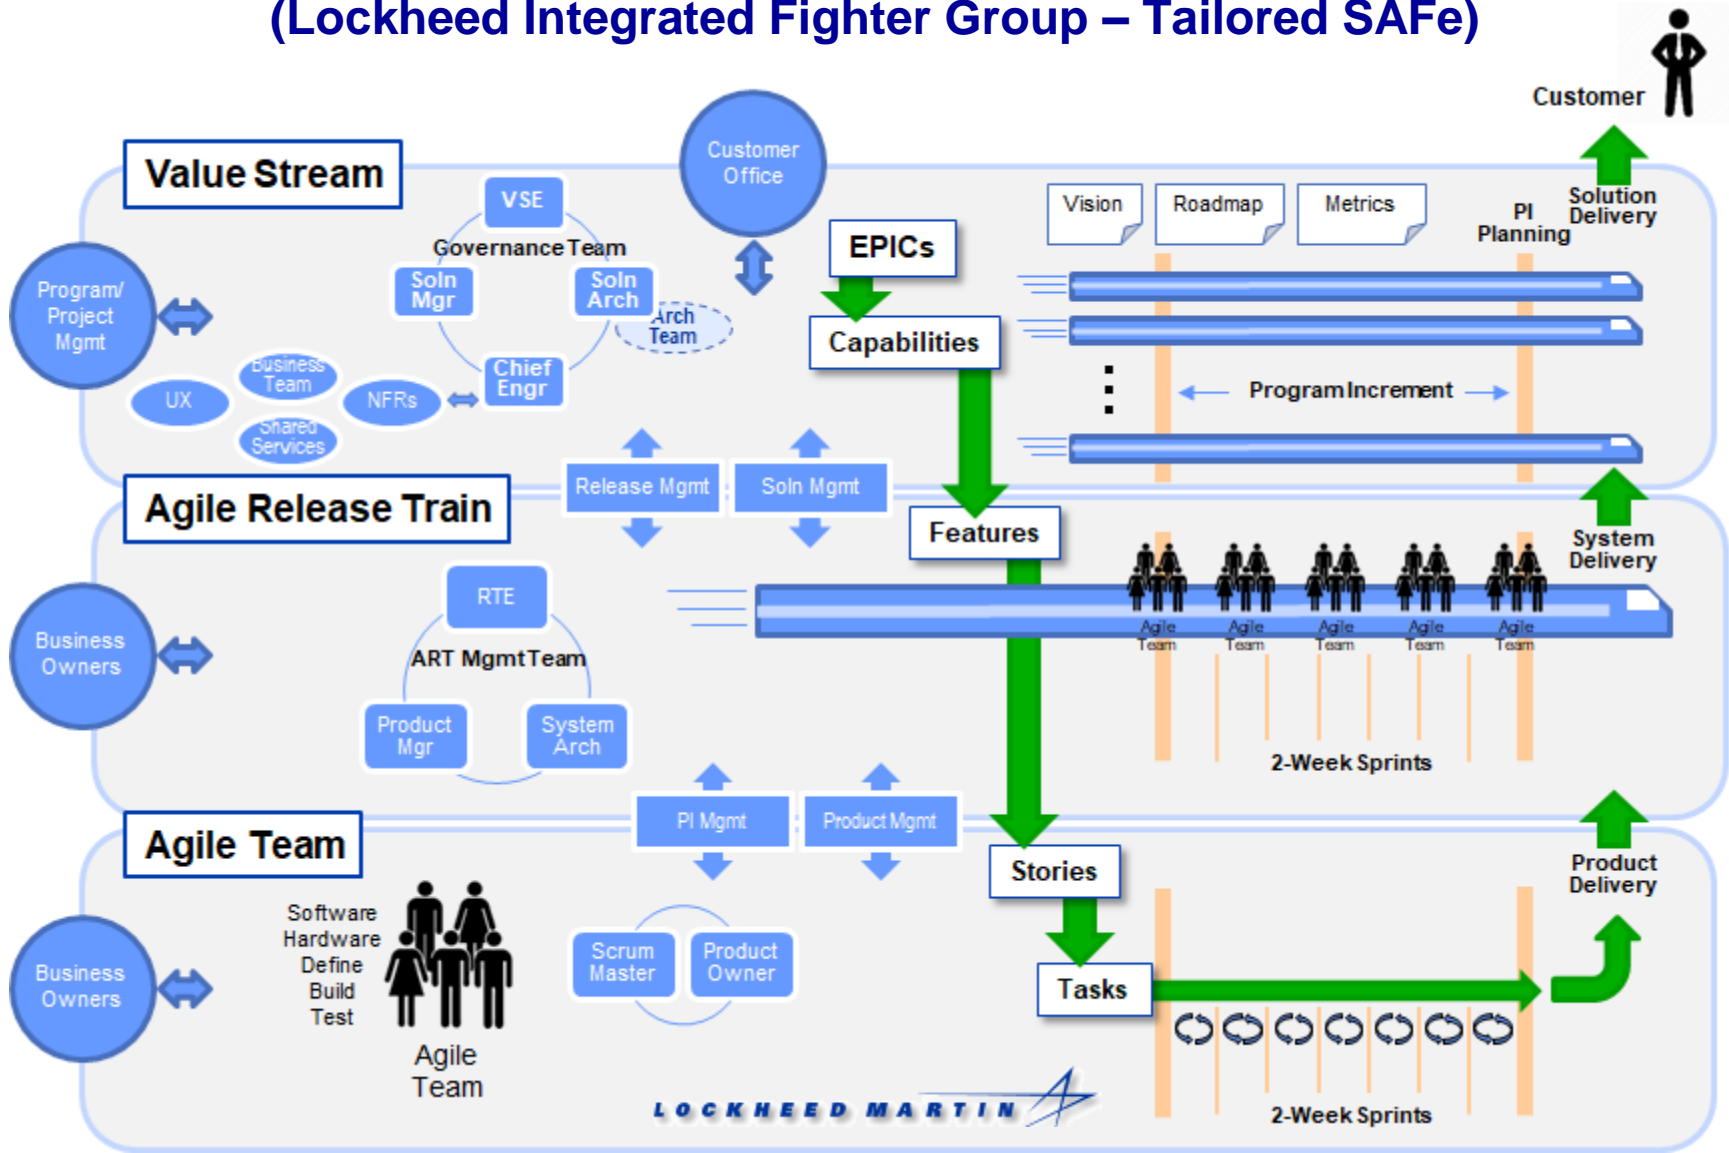 (Lockheed Integrated Fighter Group – Tailored SAFe)
Customer
Value Stream
Customer
Office
VSE
Governance Team
Soln
Mgr
Soln
Arch
Arch
Team
Chief
Engr
Program/
Project
Mgmt
UX
Business
Team
NFRs
Shared
Services
EPICs
Capabilities
Vision
Roadmap
Metrics
PI
Planning
Solution
Delivery
Program Increment
Release Mgmt
Soln Mgmt
Agile Release Train
Features
System
Delivery
Business
Owners
RTE
ART Mgmt Team
Product
Mgr
System
Arch
Agile
Team
Agile
Team
Agile
Team
Agile
Team
Agile
Team
2-Week Sprints
PI Mgmt
Product Mgmt
Agile Team
Stories
Product
Delivery
Business
Owners
Software
Hardware
Define
Build
Test
Agile
Team
Scrum
Master
Product
Owner
Tasks
2-Week Sprints
LOCKHEED MARTIN